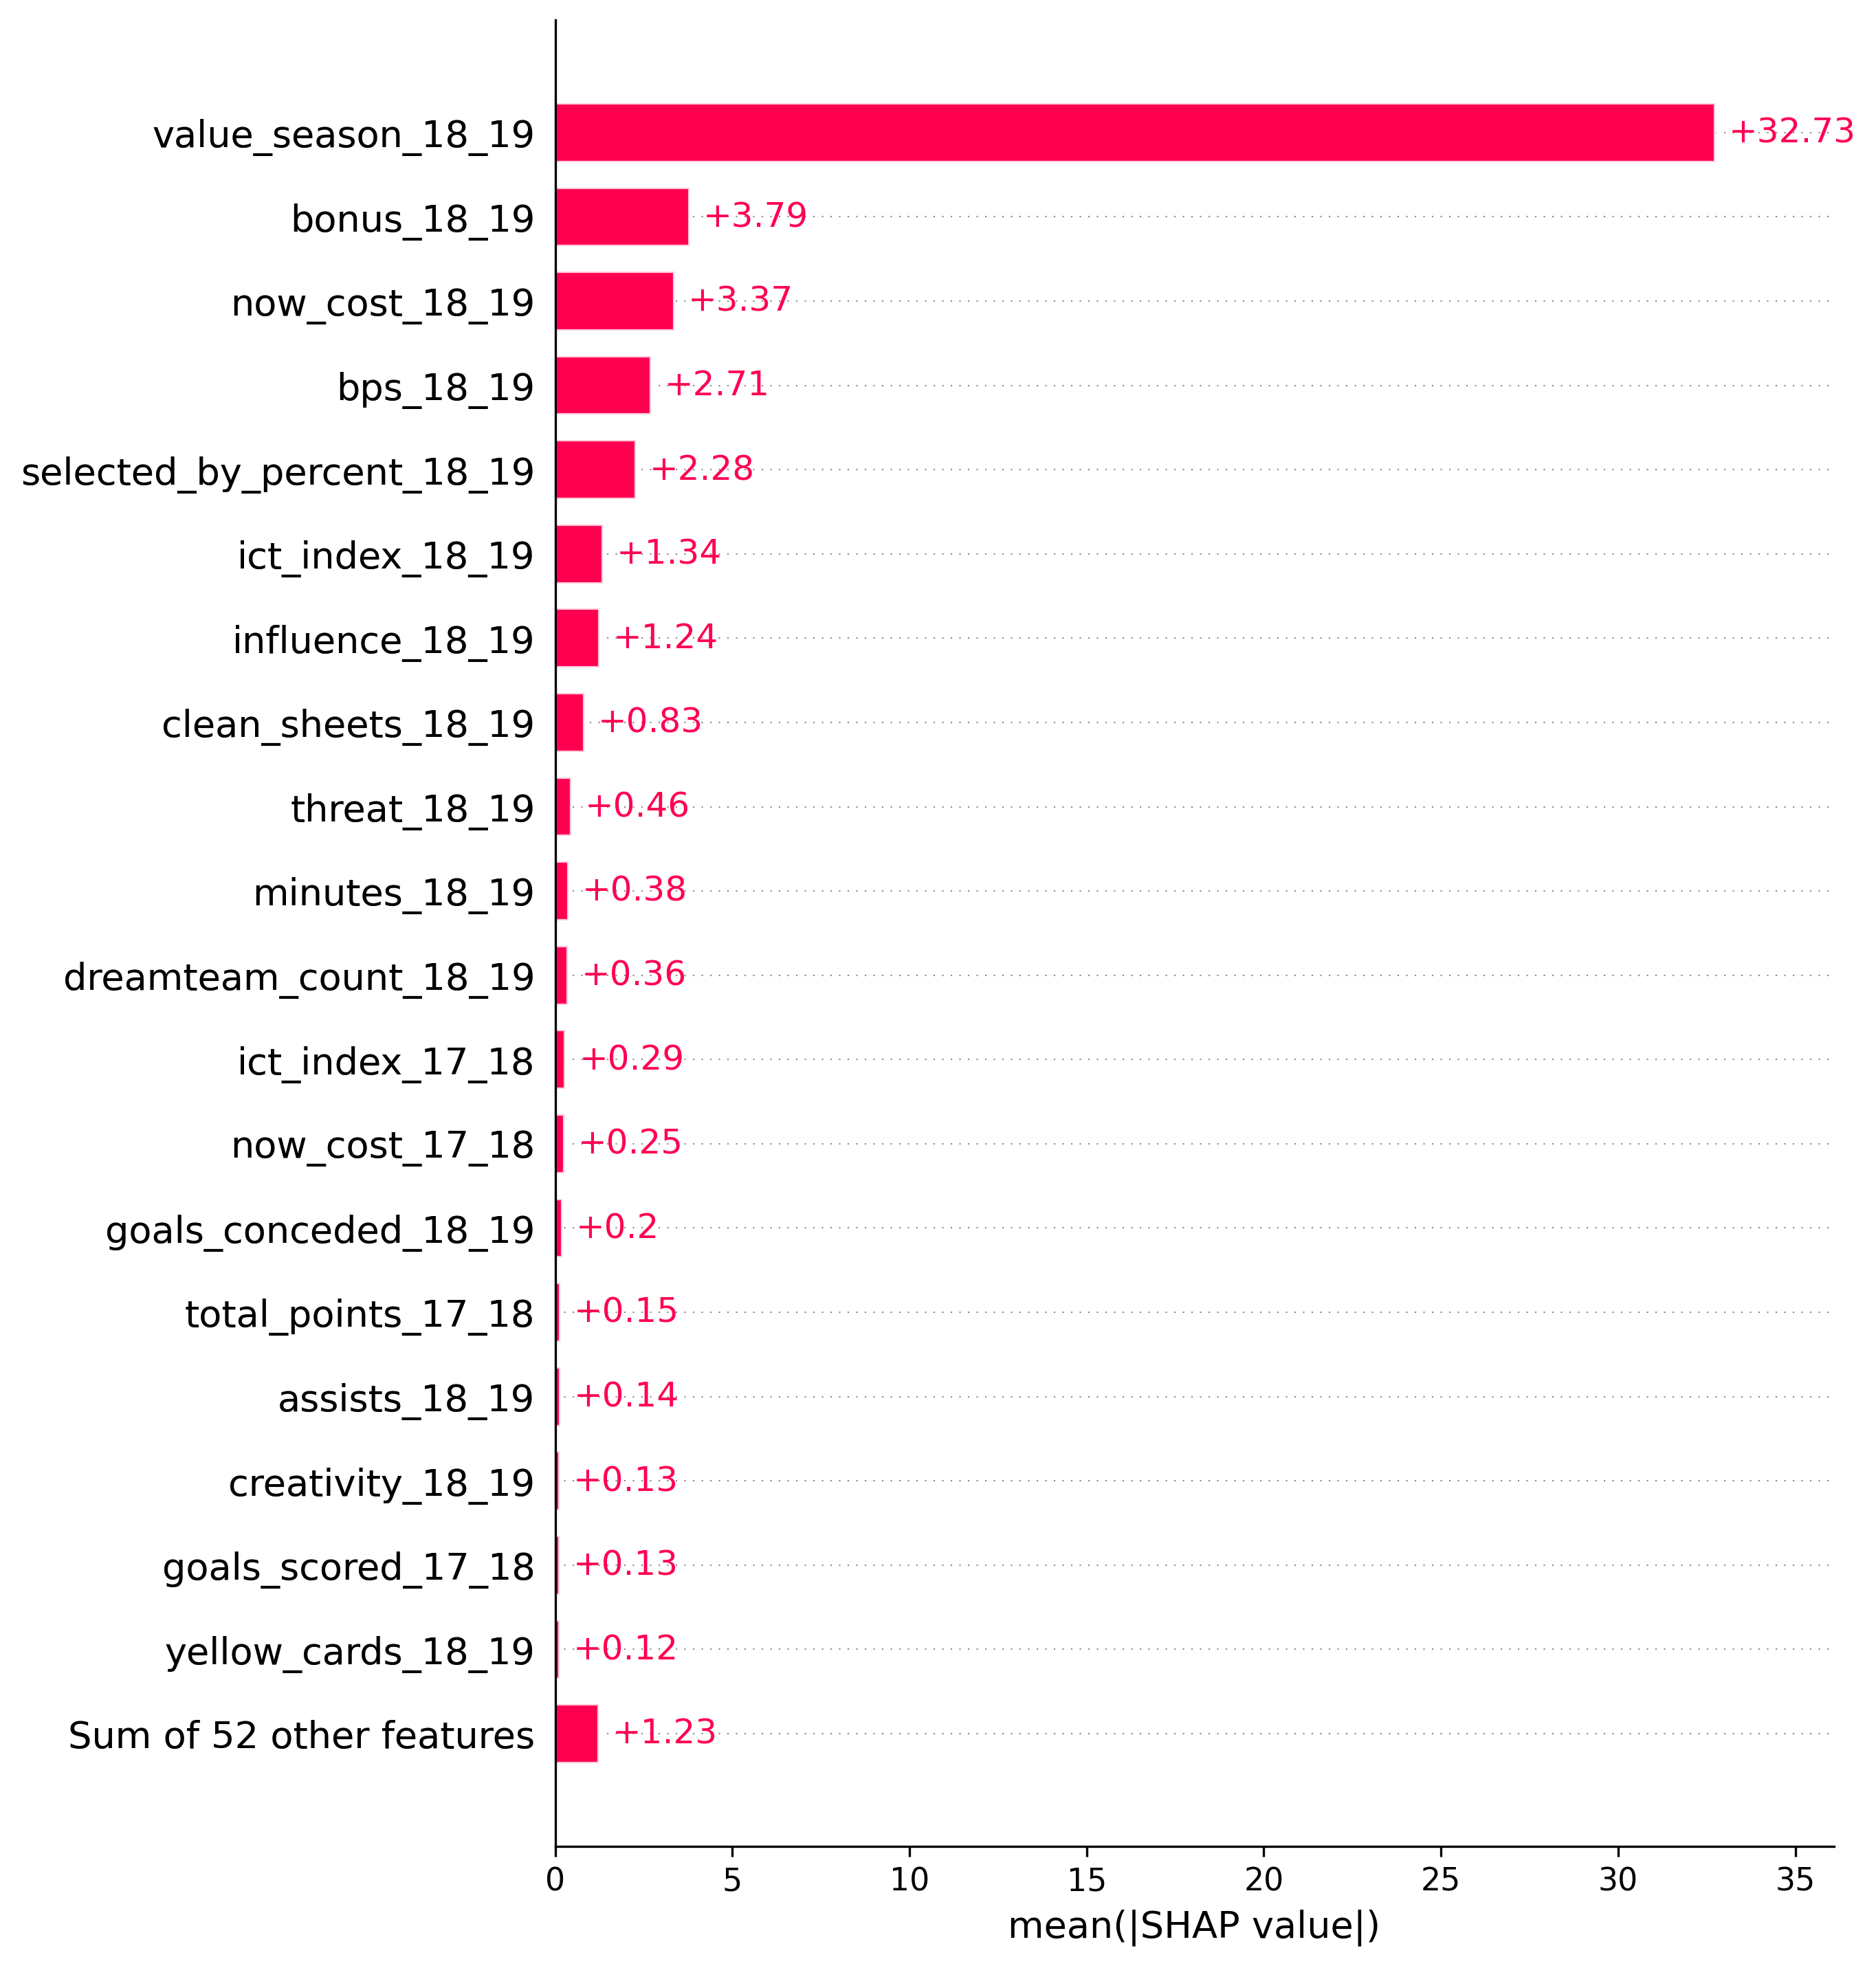 value_season_18_19 +32.73
bonus_18_19 +3.79
now_cost_18_19 +3.37
bps_18_19 +2.71
selected_by_percent_18_19 +2.28
ict_index_18_19 +1.34
influence_18_19 +1.24
clean_sheets_18_19 +0.83
threat_18_19 +0.46
minutes_18_19 +0.38
dreamteam_count_18_19 +0.36
ict_index_17_18 +0.29
now_cost_17_18 +0.25
goals_conceded_18_19 +0.2
total_points_17_18 +0.15
assists_18_19 +0.14
creativity_18_19 +0.13
goals_scored_17_18 +0.13
yellow_cards_18_19 +0.12
Sum of 52 other features +1.23
0 5 10 15 20 25 30 35
mean(|SHAP value|)